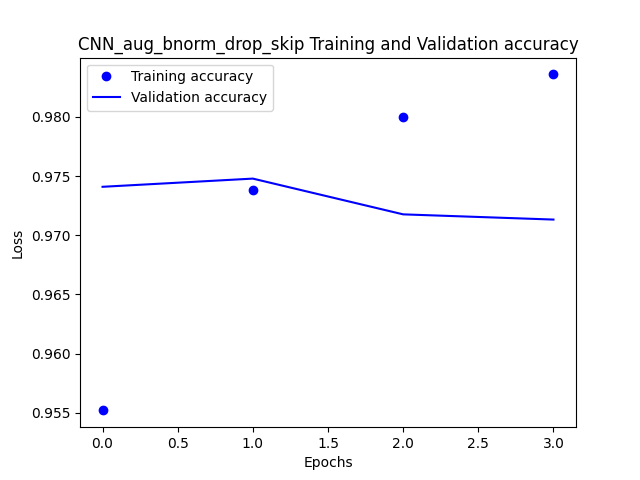 CNN_aug_bnorm_drop_skip Training and Validation accuracy
Training accuracy
Validation accuracy
0.980
0.975
0.970
0.965
0.960
0.955
Loss
0.0 0.5 1.0 1.5 2.0 2.5 3.0
Epochs